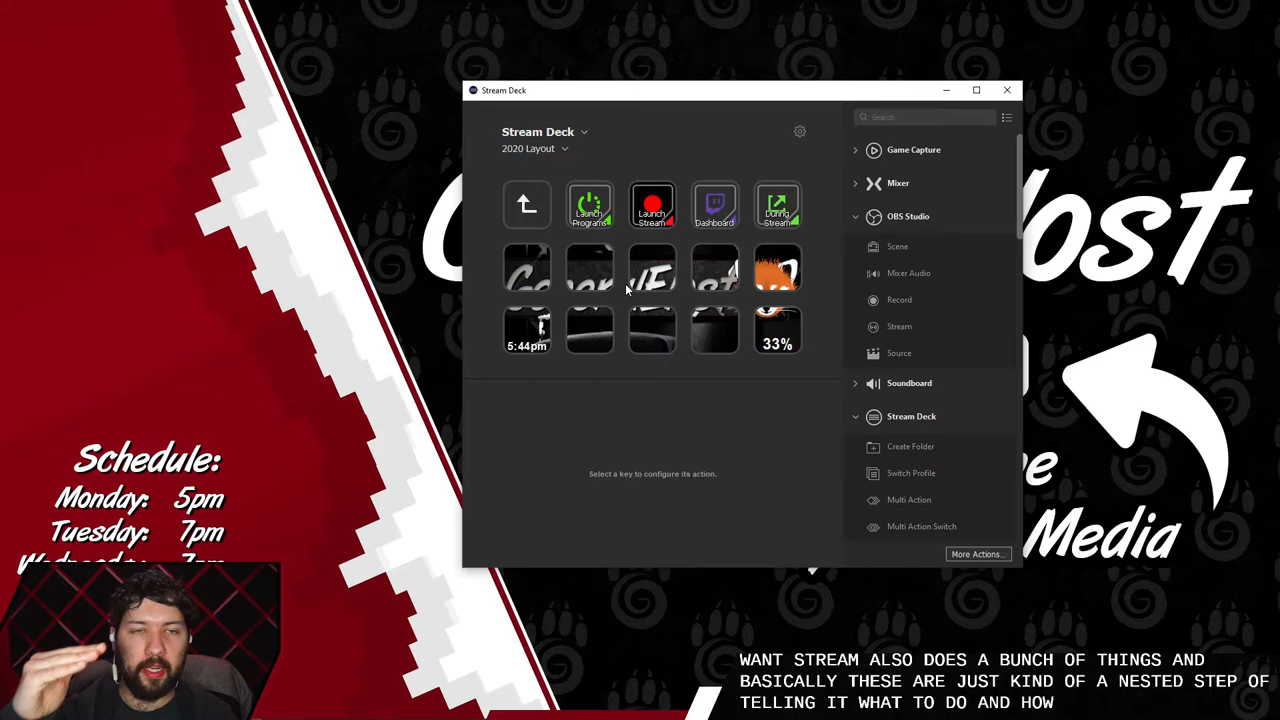 Stream Deck
Stream Deck
2020 Layout
Search
Game Capture
Mixer
OBS Studio
Scene
Mixer Audio
Record
Stream
Source
Soundboard
Stream Deck
Create Folder
Switch Profile
Multi Action
Multi Action Switch
More Actions...
Launch Programs
Launch Stream
Dashboard
During Stream
5:44pm
33%
Select a key to configure its action.
Schedule:
Monday: 5pm
Tuesday: 7pm
Wednesday: 7pm
Media
WANT STREAM ALSO DOES A BUNCH OF THINGS AND
BASICALLY THESE ARE JUST KIND OF A NESTED STEP OF
TELLING IT WHAT TO DO AND HOW